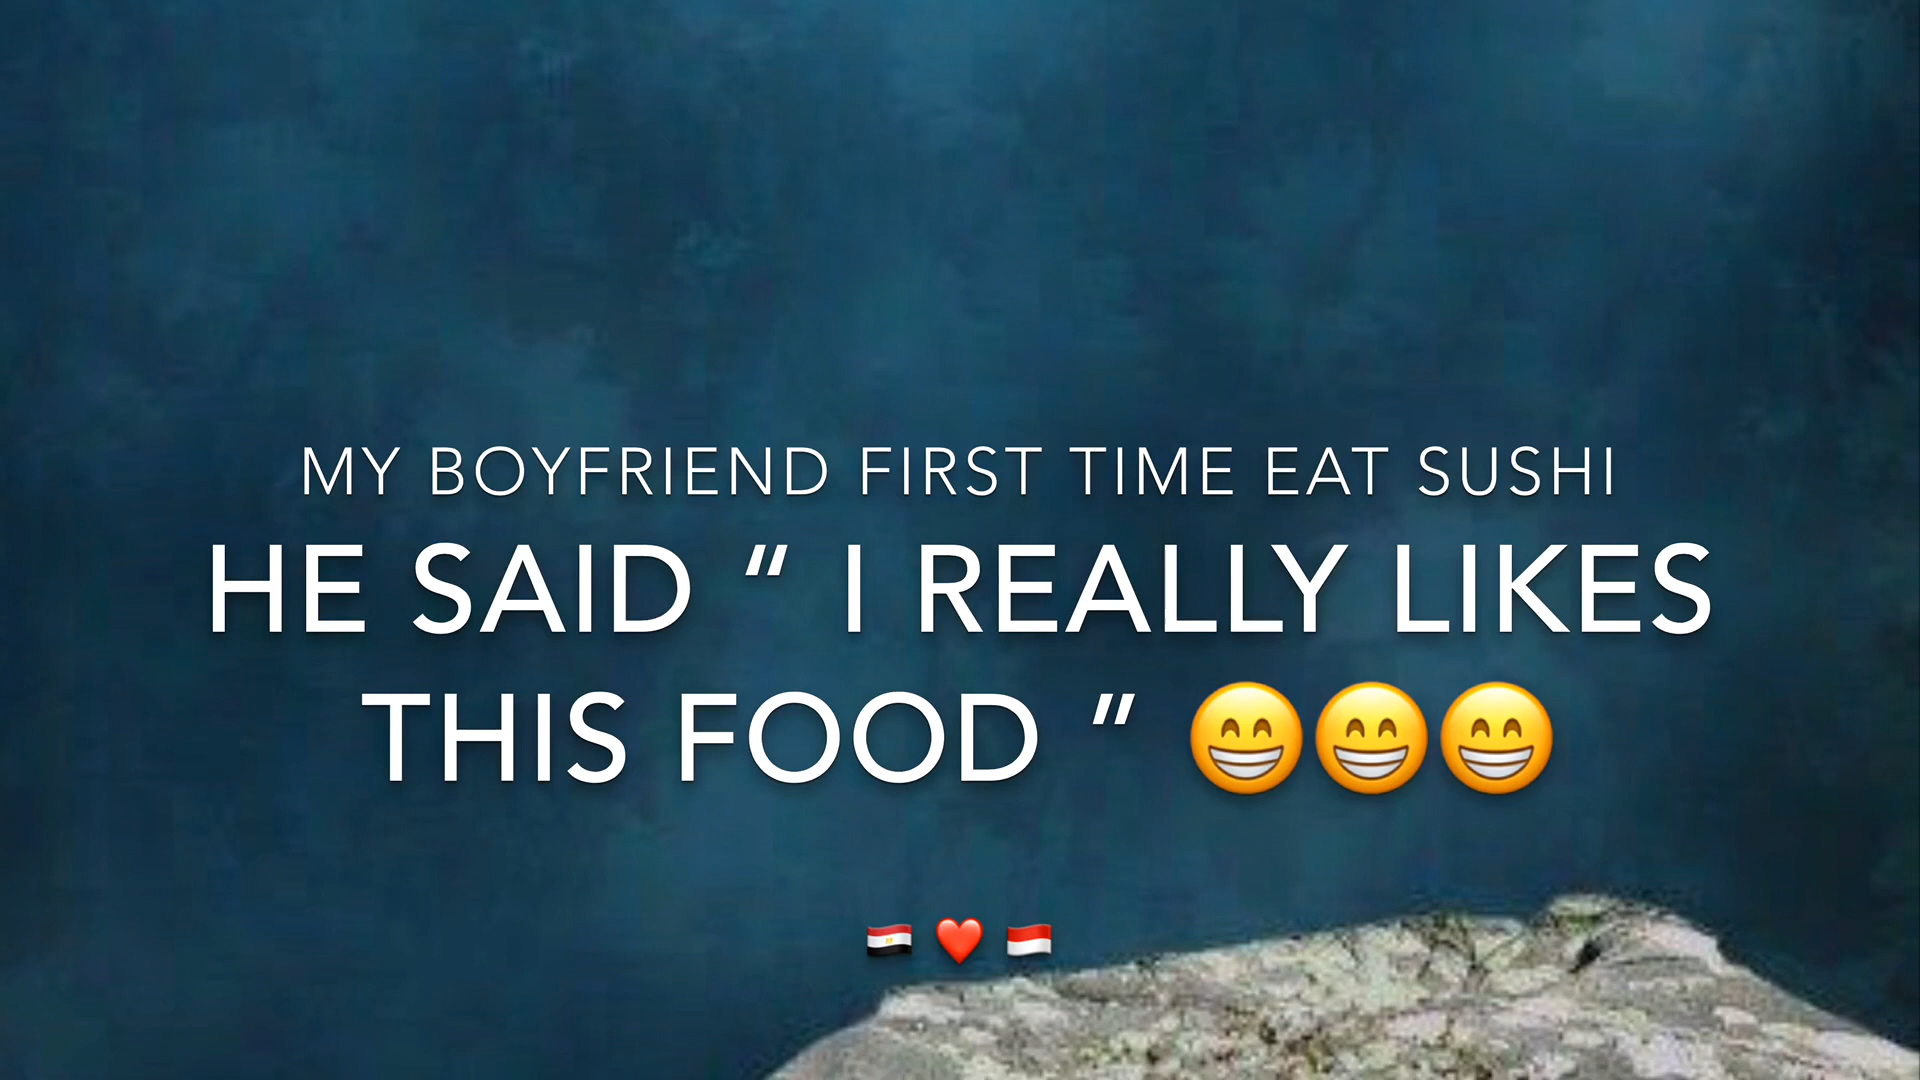 MY BOYFRIEND FIRST TIME EAT SUSHI
HE SAID “ I REALLY LIKES
THIS FOOD ” 😁😁😁
🇪🇬 ❤️ 🇮🇩